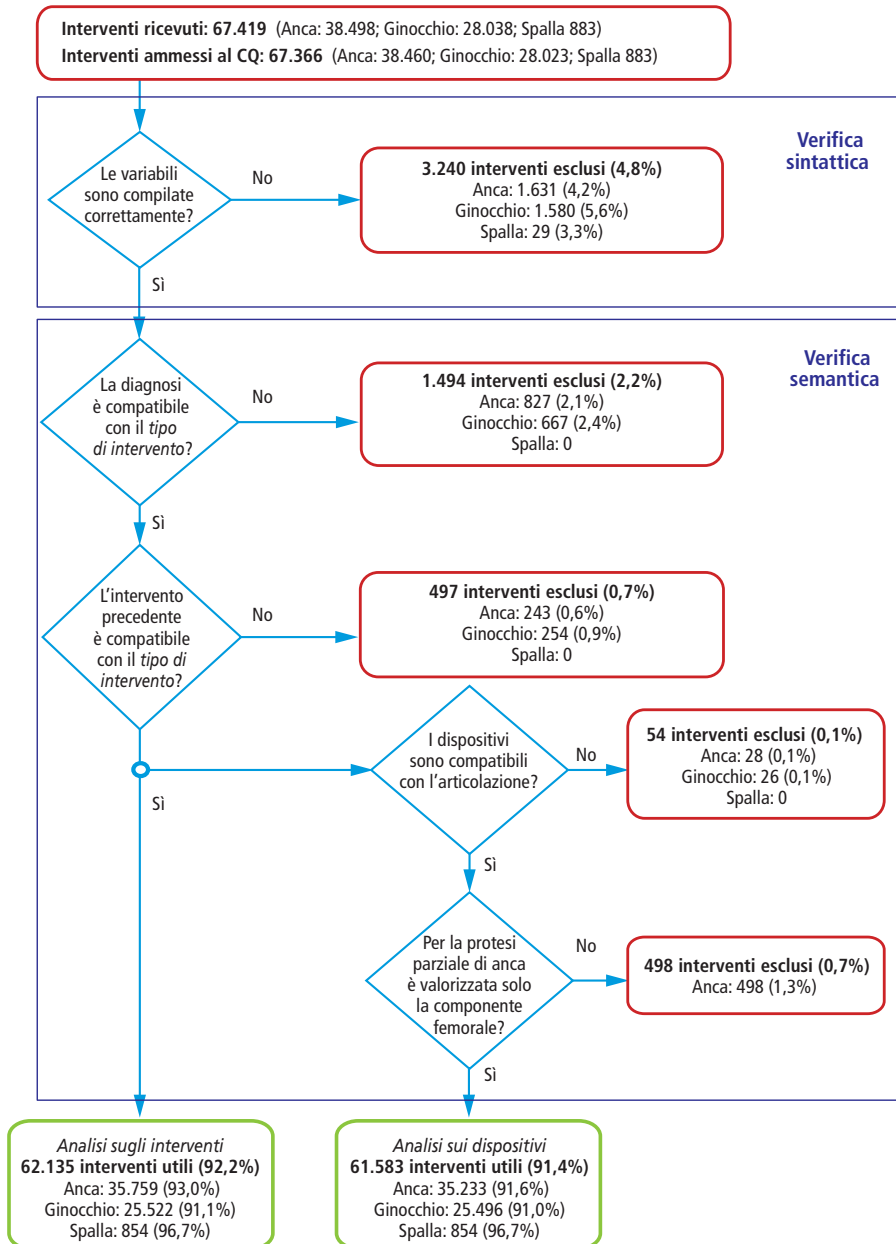 Interventi ricevuti: 67.419 (Anca: 38.498; Ginocchio: 28.038; Spalla 883)
Interventi ammessi al CQ: 67.366 (Anca: 38.460; Ginocchio: 28.023; Spalla 883)
Verifica
sintattica
Le variabili
sono compilate
correttamente?
No
3.240 interventi esclusi (4,8%)
Anca: 1.631 (4,2%)
Ginocchio: 1.580 (5,6%)
Spalla: 29 (3,3%)
Sì
Verifica
semantica
La diagnosi
è compatibile
con il tipo
di intervento?
No
1.494 interventi esclusi (2,2%)
Anca: 827 (2,1%)
Ginocchio: 667 (2,4%)
Spalla: 0
Sì
L'intervento
precedente
è compatibile
con il tipo di
intervento?
No
497 interventi esclusi (0,7%)
Anca: 243 (0,6%)
Ginocchio: 254 (0,9%)
Spalla: 0
Sì
I dispositivi
sono compatibili
con l'articolazione?
No
54 interventi esclusi (0,1%)
Anca: 28 (0,1%)
Ginocchio: 26 (0,1%)
Spalla: 0
Sì
Per la protesi
parziale di anca
è valorizzata solo
la componente
femorale?
No
498 interventi esclusi (0,7%)
Anca: 498 (1,3%)
Sì
Analisi sugli interventi
62.135 interventi utili (92,2%)
Anca: 35.759 (93,0%)
Ginocchio: 25.522 (91,1%)
Spalla: 854 (96,7%)
Analisi sui dispositivi
61.583 interventi utili (91,4%)
Anca: 35.233 (91,6%)
Ginocchio: 25.496 (91,0%)
Spalla: 854 (96,7%)